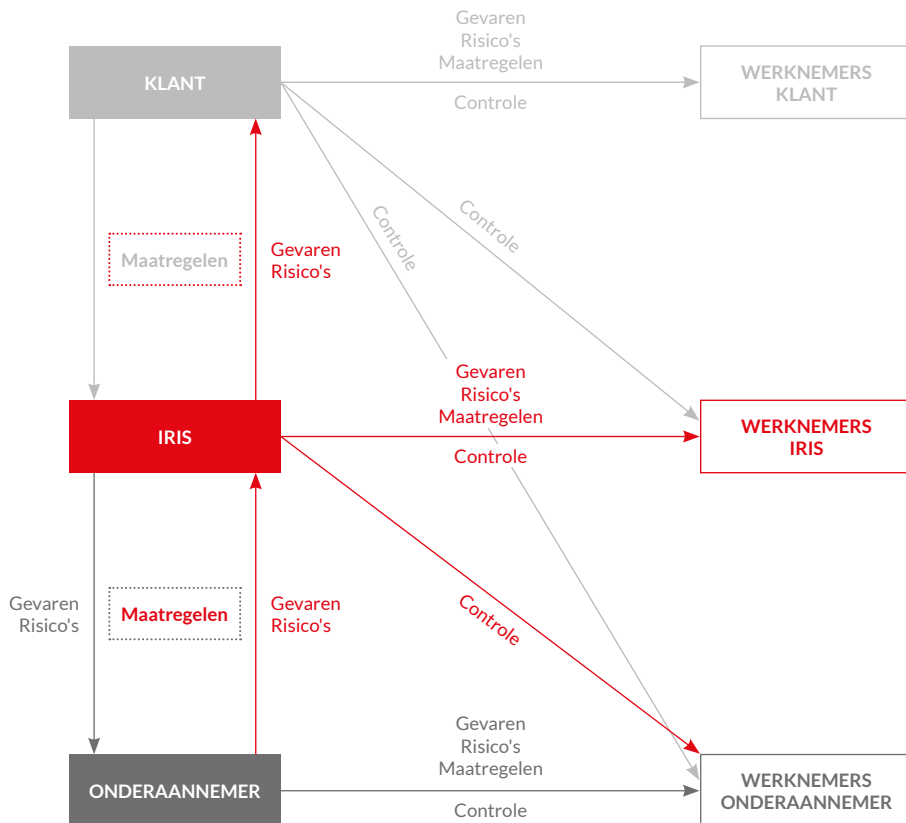 Gevaren
Risico's
Maatregelen
KLANT
WERKNEMERS
KLANT
Controle
Controle
Controle
Maatregelen
Gevaren
Risico's
Gevaren
Risico's
Maatregelen
IRIS
WERKNEMERS
IRIS
Controle
Gevaren
Risico's
Maatregelen
Gevaren
Risico's
Controle
Gevaren
Risico's
Maatregelen
ONDERAANNEMER
WERKNEMERS
ONDERAANNEMER
Controle